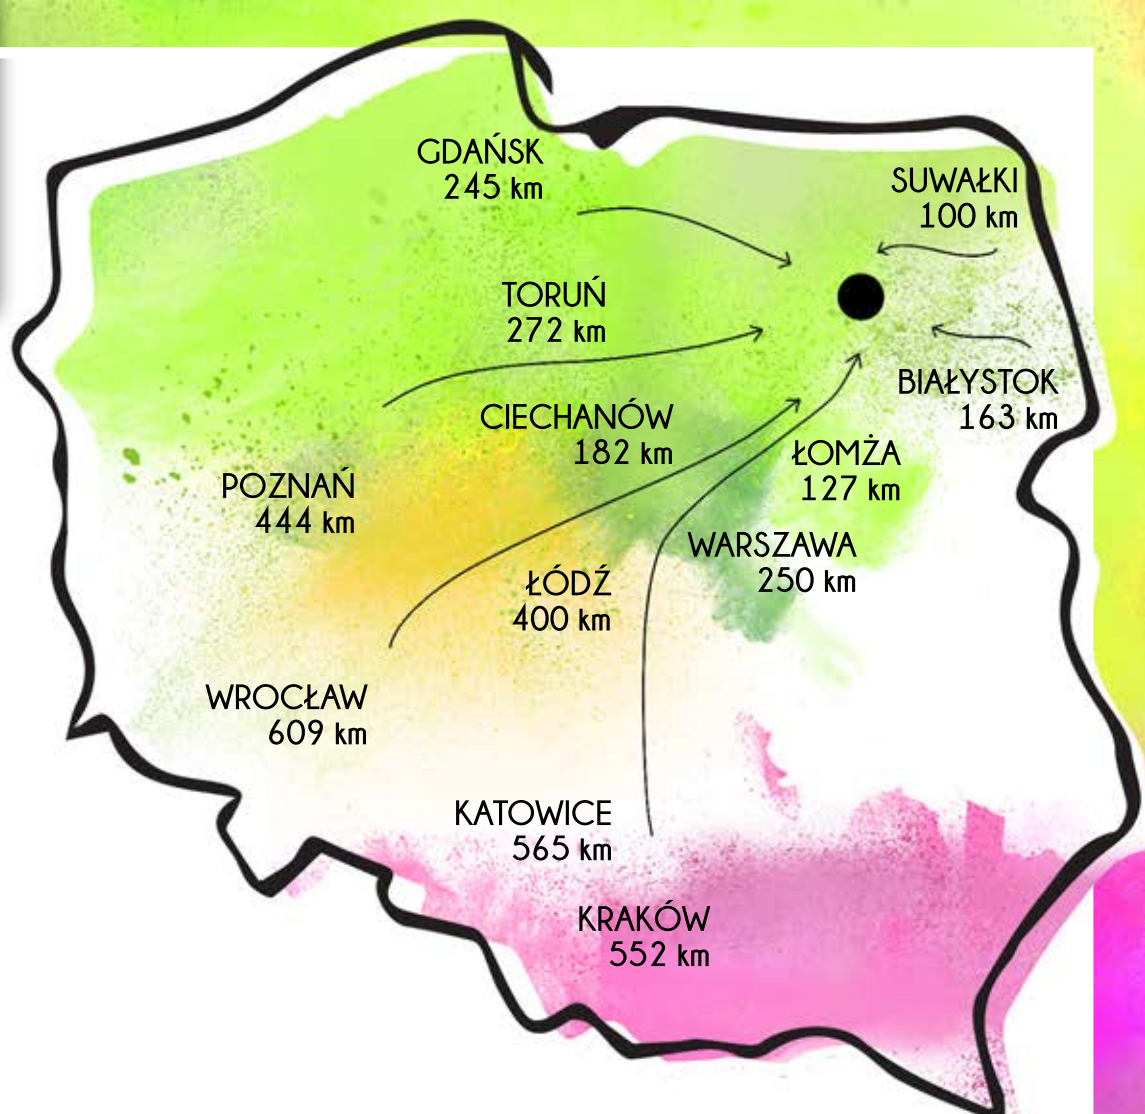 GDAŃSK
245 km
SUWAŁKI
100 km
TORUŃ
272 km
BIAŁYSTOK
163 km
CIECHANÓW
182 km
ŁOMŻA
127 km
POZNAŃ
444 km
WARSZAWA
250 km
ŁÓDŹ
400 km
WROCŁAW
609 km
KATOWICE
565 km
KRAKÓW
552 km